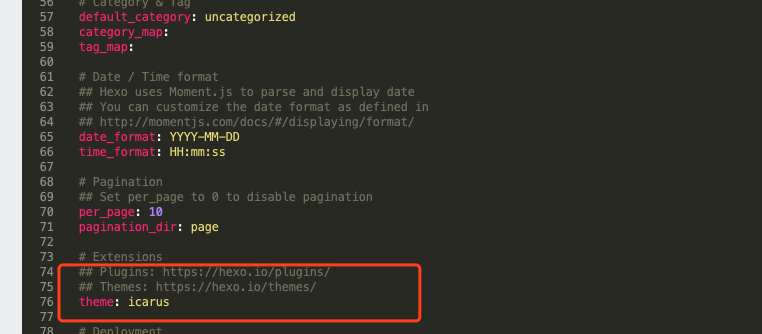 56 # Category & Tag
57 default_category: uncategorized
58 category_map:
59 tag_map:
60
61 # Date / Time format
62 ## Hexo uses Moment.js to parse and display date
63 ## You can customize the date format as defined in
64 ## http://momentjs.com/docs/#/displaying/format/
65 date_format: YYYY-MM-DD
66 time_format: HH:mm:ss
67
68 # Pagination
69 ## Set per_page to 0 to disable pagination
70 per_page: 10
71 pagination_dir: page
72
73 # Extensions
74 ## Plugins: https://hexo.io/plugins/
75 ## Themes: https://hexo.io/themes/
76 theme: icarus
77
78 # Deployment